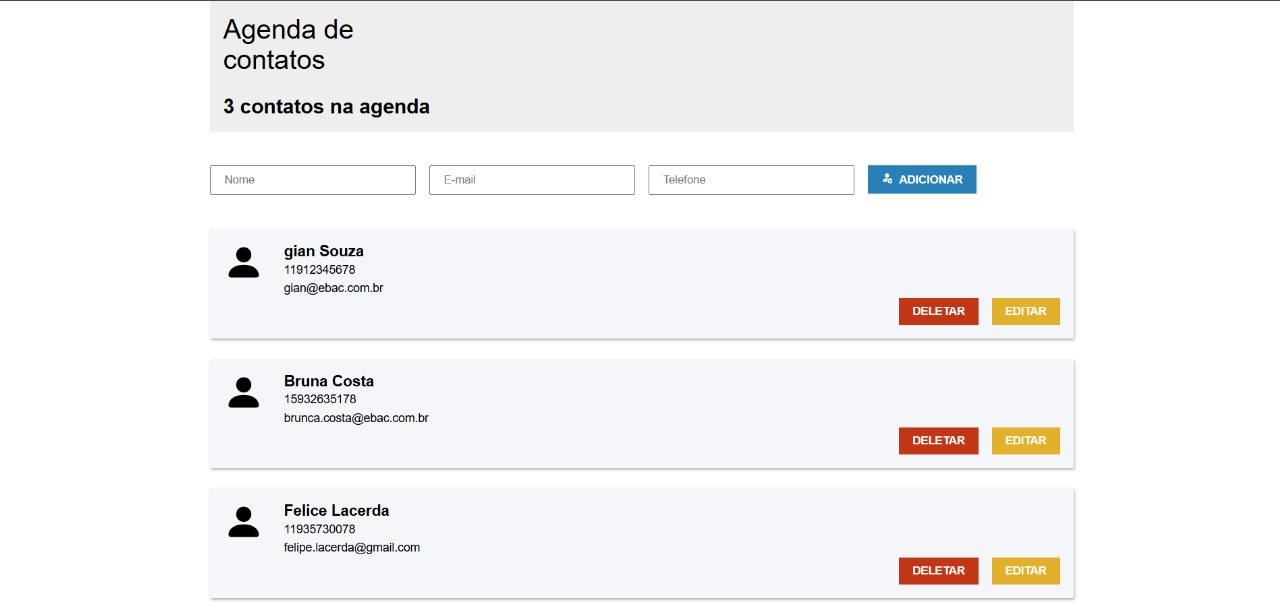 Agenda de
contatos
3 contatos na agenda
Nome
E-mail
Telefone
ADICIONAR
gian Souza
11912345678
gian@ebac.com.br
DELETAR
EDITAR
Bruna Costa
15932635178
brunca.costa@ebac.com.br
DELETAR
EDITAR
Felice Lacerda
11935730078
felipe.lacerda@gmail.com
DELETAR
EDITAR